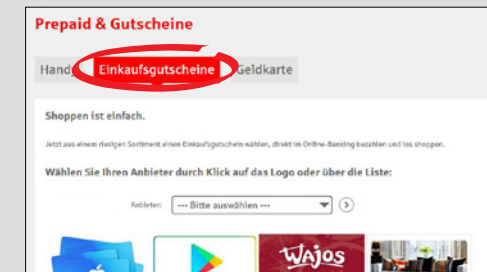 Prepaid & Gutscheine
Handy Einkaufsgutscheine Geldkarte
Shoppen ist einfach.
Jetzt aus einem riesigen Sortiment einen Einkaufsgutschein wählen, direkt im Online-Banking bezahlen und los shoppen.
Wählen Sie Ihren Anbieter durch Klick auf das Logo oder über die Liste:
Anbieter: --- Bitte auswählen ---
WAJOS